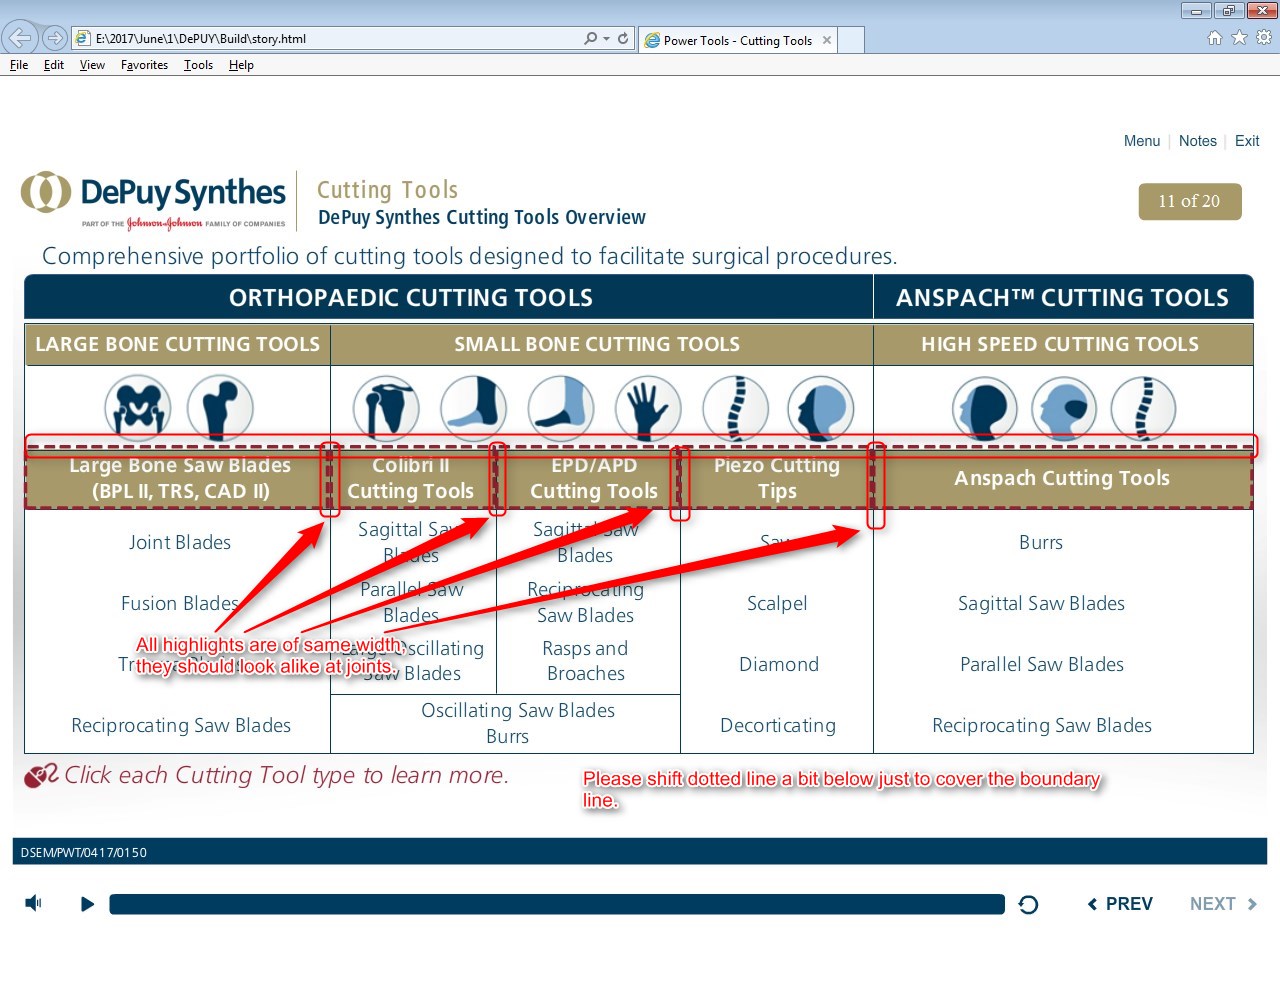 E:\2017\June\1\DePUY\Build\story.html
Power Tools - Cutting Tools
File Edit View Favorites Tools Help
Menu | Notes | Exit
DePuy Synthes
PART OF THE Johnson & Johnson FAMILY OF COMPANIES
Cutting Tools
DePuy Synthes Cutting Tools Overview
11 of 20
Comprehensive portfolio of cutting tools designed to facilitate surgical procedures.
ORTHOPAEDIC CUTTING TOOLS ANSPACH™ CUTTING TOOLS
LARGE BONE CUTTING TOOLS SMALL BONE CUTTING TOOLS HIGH SPEED CUTTING TOOLS
Large Bone Saw Blades
(BPL II, TRS, CAD II)
Colibri II
Cutting Tools
EPD/APD
Cutting Tools
Piezo Cutting
Tips
Anspach Cutting Tools
Joint Blades
Sagittal Saw
Blades
Sagittal Saw
Blades
Saw
Burrs
Fusion Blades
Parallel Saw
Blades
Reciprocating
Saw Blades
Scalpel
Sagittal Saw Blades
Large Oscillating
Saw Blades
Rasps and
Broaches
Diamond
Parallel Saw Blades
Reciprocating Saw Blades
Oscillating Saw Blades
Burrs
Decorticating
Reciprocating Saw Blades
All highlights are of same width,
they should look alike at joints.
Click each Cutting Tool type to learn more.
Please shift dotted line a bit below just to cover the boundary
line.
DSEM/PWT/0417/0150
PREV NEXT